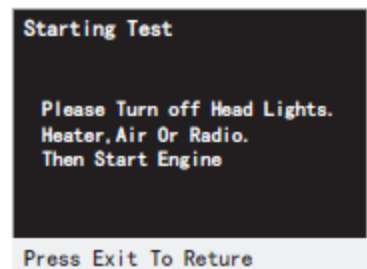 Starting Test
Please Turn off Head Lights.
Heater,Air Or Radio.
Then Start Engine
Press Exit To Reture